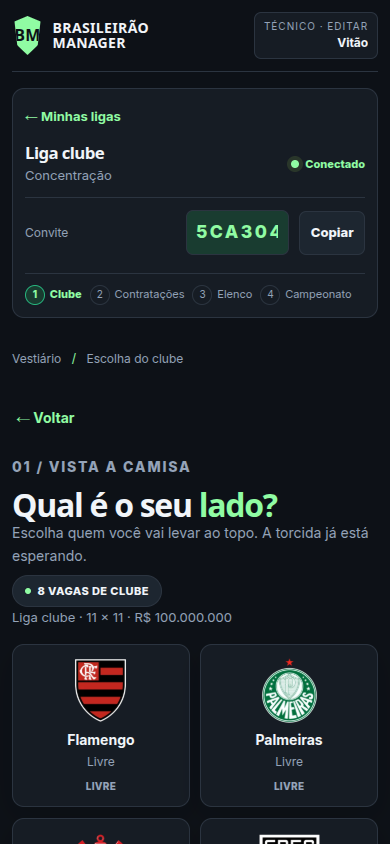 BM
BRASILEIRÃO
MANAGER
TÉCNICO · EDITAR
Vitão
← Minhas ligas
Liga clube
Concentração
Conectado
Convite
5CA304
Copiar
1 Clube 2 Contratações 3 Elenco 4 Campeonato
Vestiário / Escolha do clube
← Voltar
01 / VISTA A CAMISA
Qual é o seu lado?
Escolha quem você vai levar ao topo. A torcida já está
esperando.
8 VAGAS DE CLUBE
Liga clube · 11 × 11 · R$ 100.000.000
PALMEIRAS
Flamengo
Palmeiras
Livre
Livre
LIVRE
LIVRE